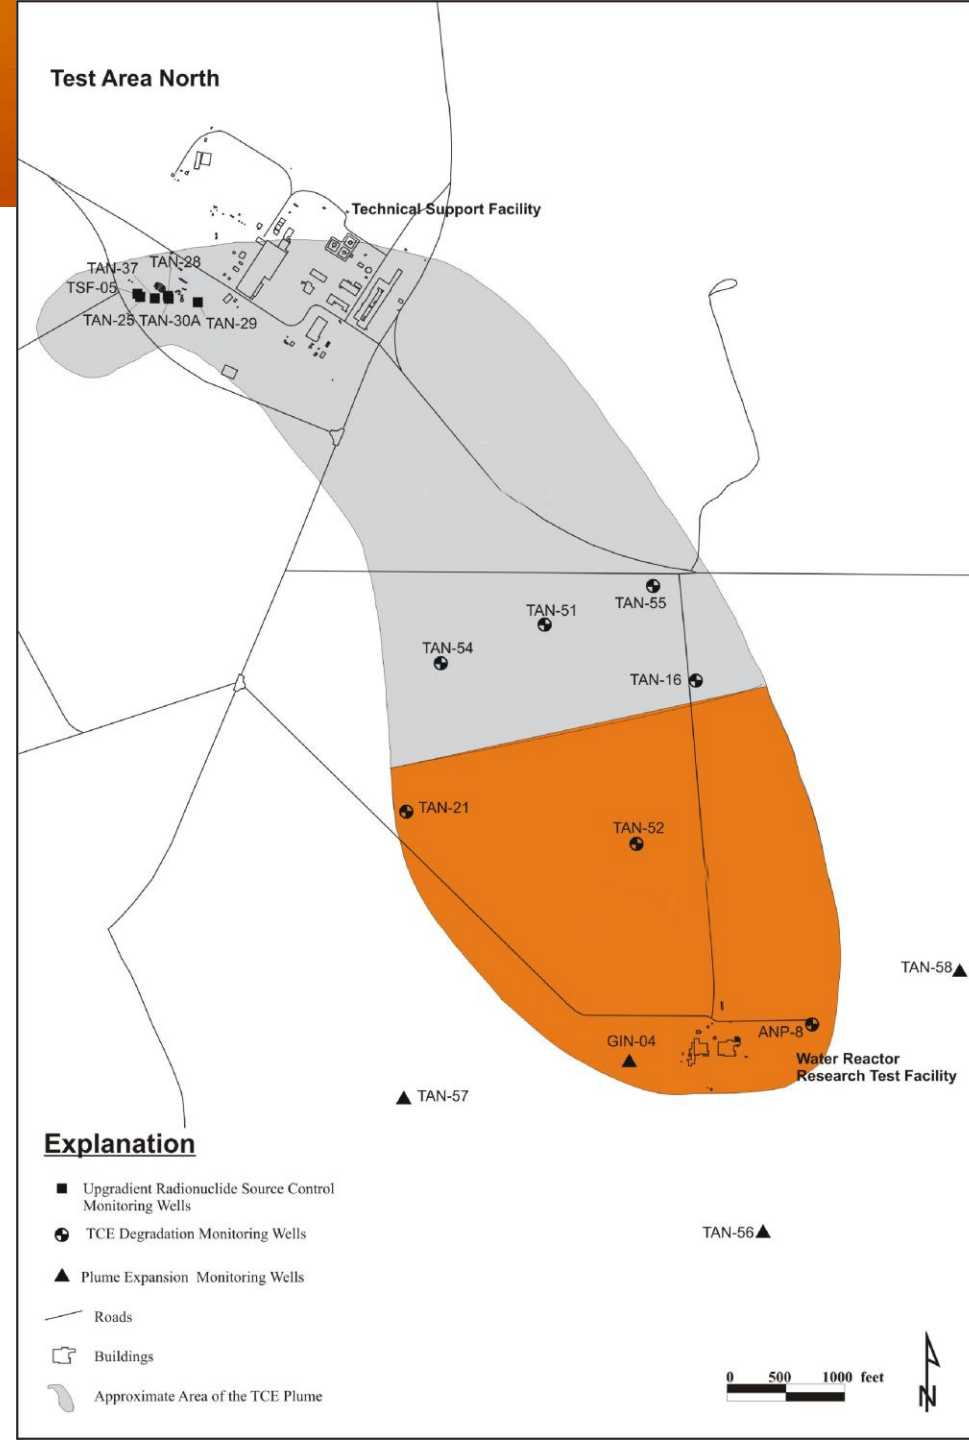 Test Area North
Technical Support Facility
TAN-37
TAN-28
TSF-05
TAN-25
TAN-30A
TAN-29
TAN-55
TAN-51
TAN-54
TAN-16
TAN-21
TAN-52
TAN-58
ANP-8
GIN-04
Water Reactor
Research Test Facility
TAN-57
Explanation
Upgradient Radionuclide Source Control
Monitoring Wells
TCE Degradation Monitoring Wells
TAN-56
Plume Expansion Monitoring Wells
Roads
Buildings
Approximate Area of the TCE Plume
0 500 1000 feet
N